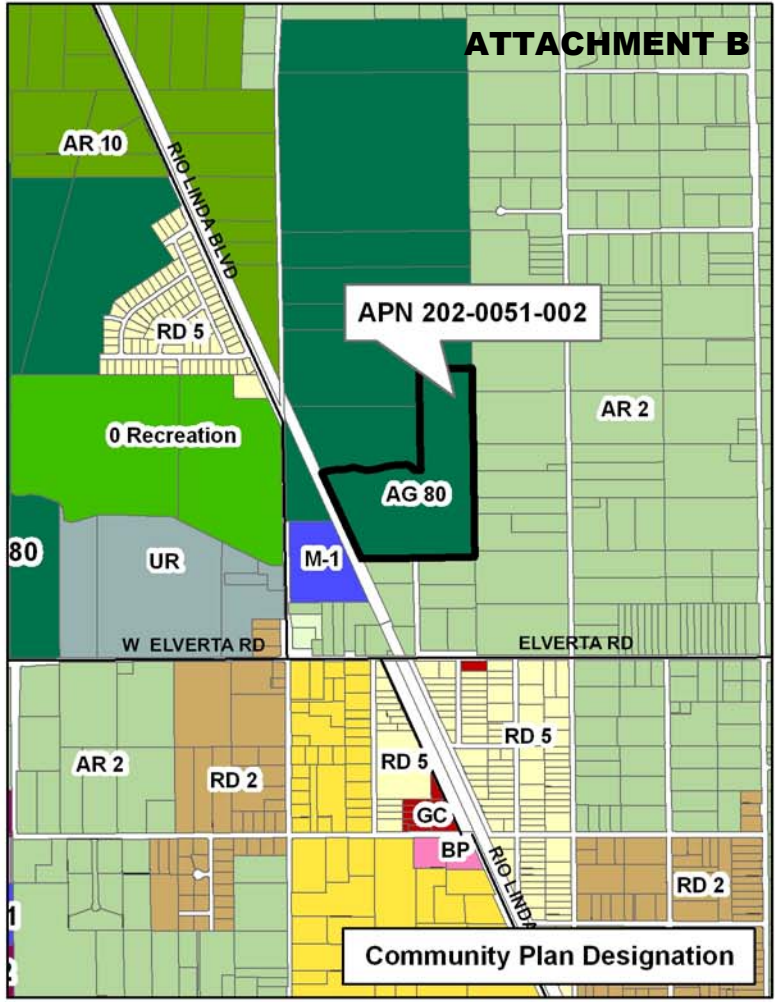 ATTACHMENT B
AR 10
RIO LINDA BLVD
APN 202-0051-002
RD 5
AR 2
0 Recreation
AG 80
80
UR
M-1
W ELVERTA RD
ELVERTA RD
RD 5
AR 2
RD 5
RD 2
GC
BP
RIO LINDA
RD 2
1
Community Plan Designation